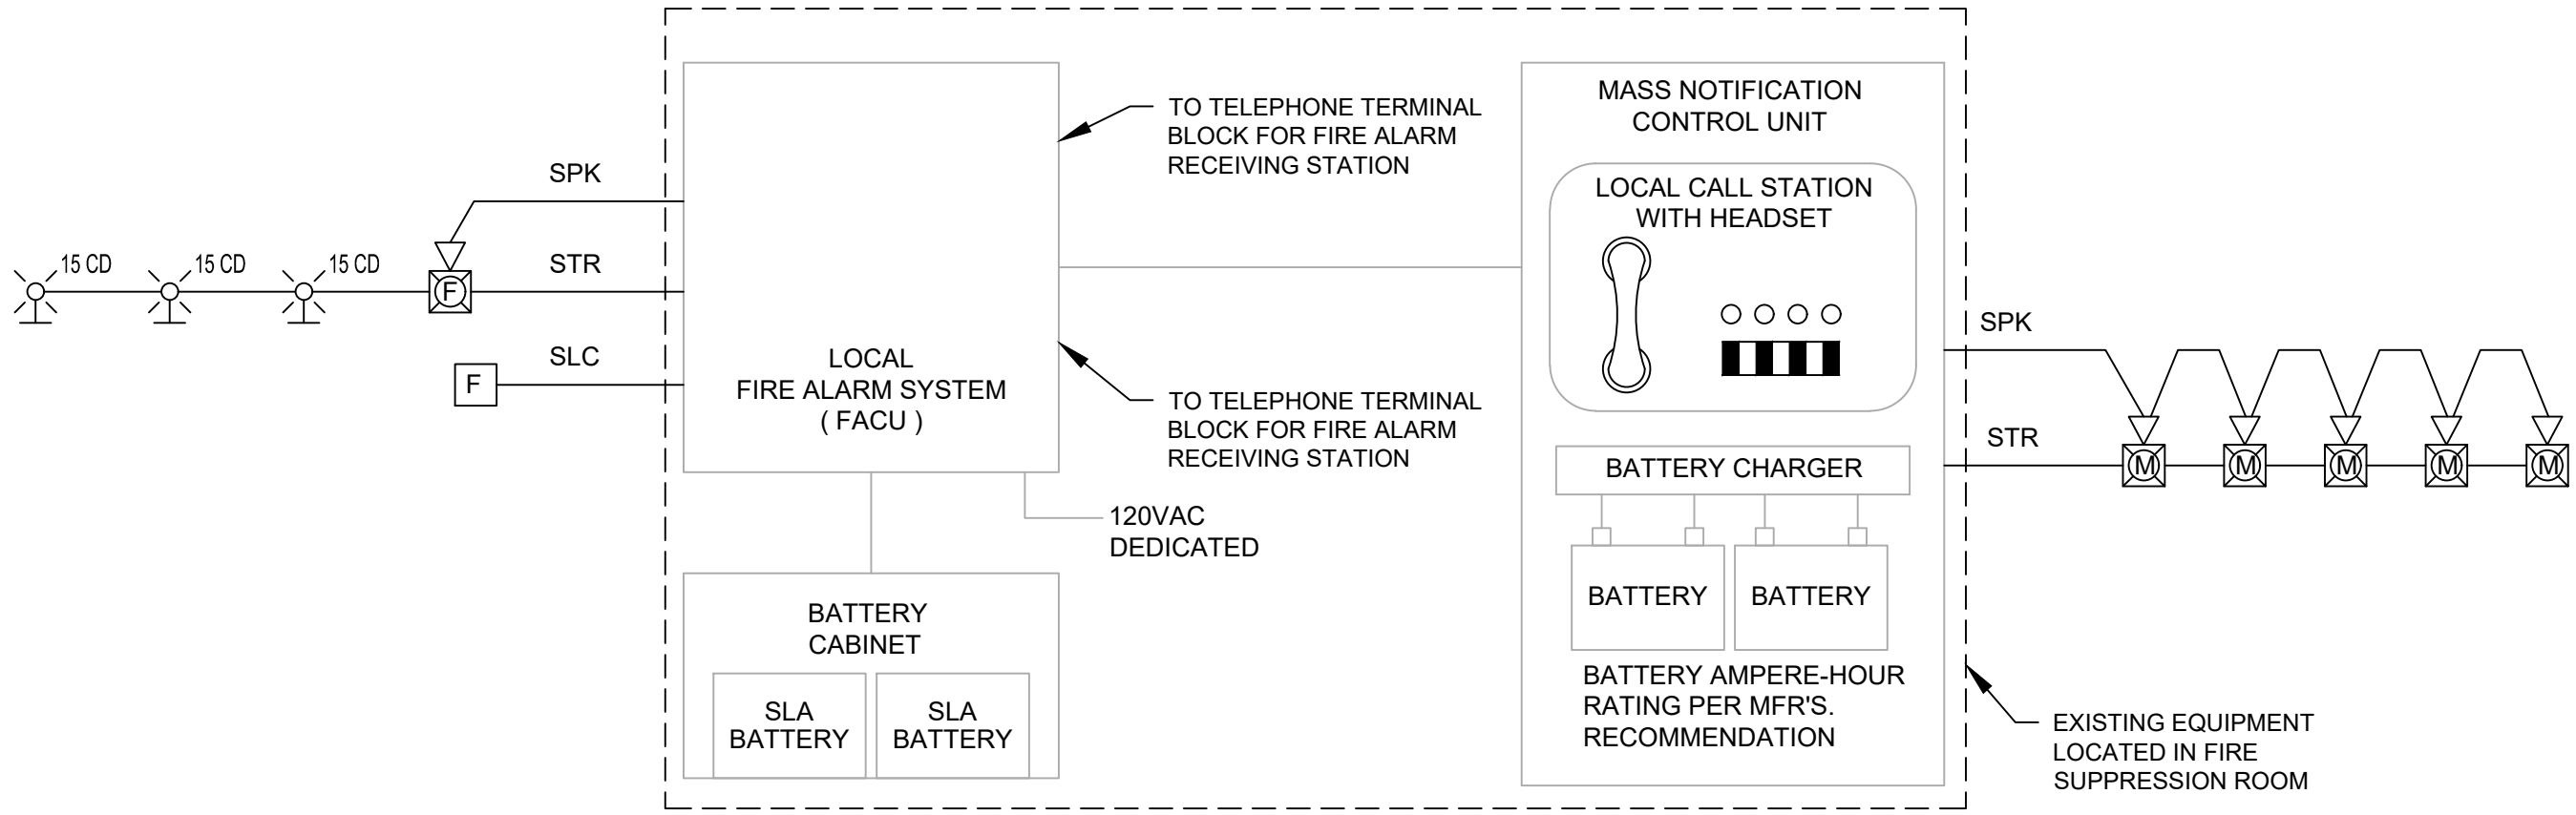 15 CD
15 CD
15 CD
F
SPK
STR
SLC
F
LOCAL
FIRE ALARM SYSTEM
( FACU )
TO TELEPHONE TERMINAL
BLOCK FOR FIRE ALARM
RECEIVING STATION
TO TELEPHONE TERMINAL
BLOCK FOR FIRE ALARM
RECEIVING STATION
120VAC
DEDICATED
BATTERY
CABINET
SLA
BATTERY
SLA
BATTERY
MASS NOTIFICATION
CONTROL UNIT
LOCAL CALL STATION
WITH HEADSET
BATTERY CHARGER
BATTERY
BATTERY
BATTERY AMPERE-HOUR
RATING PER MFR'S.
RECOMMENDATION
SPK
STR
M
M
M
M
M
EXISTING EQUIPMENT
LOCATED IN FIRE
SUPPRESSION ROOM